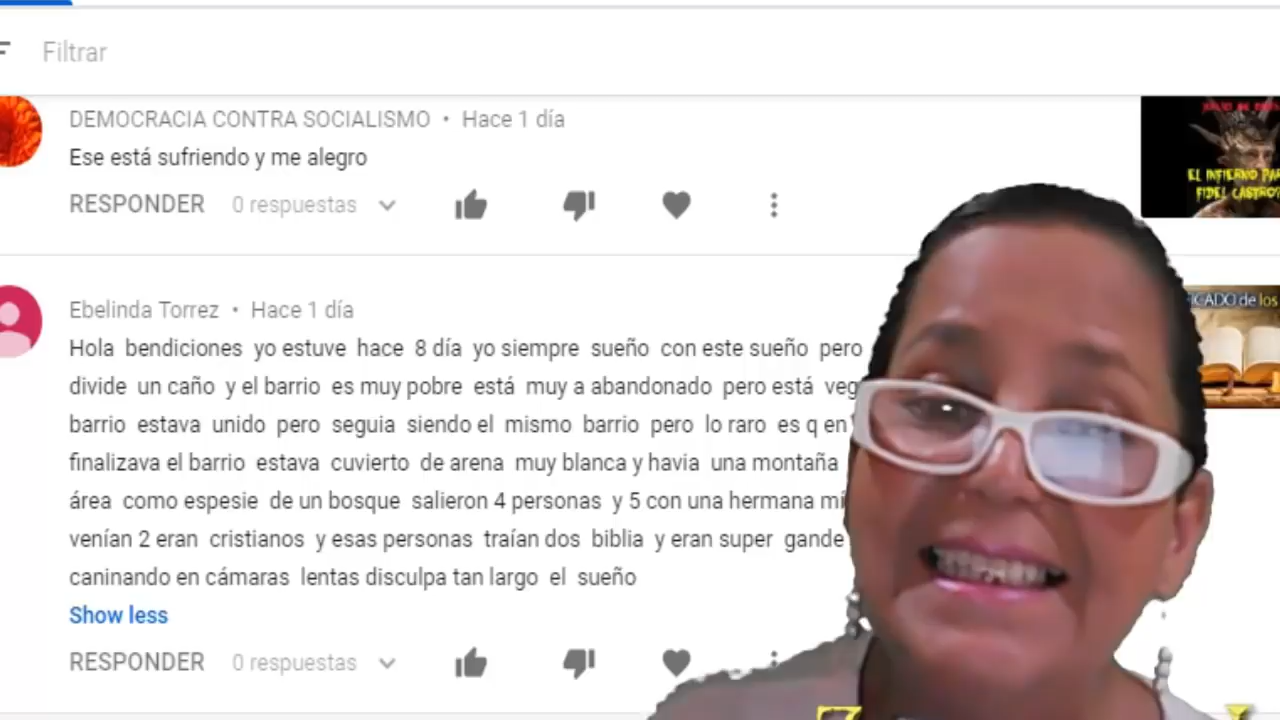 Filtrar
DEMOCRACIA CONTRA SOCIALISMO • Hace 1 día
Ese está sufriendo y me alegro
RESPONDER 0 respuestas
EL INFIERNO
FIDEL CASTRO
Ebelinda Torrez • Hace 1 día
Hola bendiciones yo estuve hace 8 día yo siempre sueño con este sueño pero
divide un caño y el barrio es muy pobre está muy a abandonado pero está
barrio estava unido pero seguia siendo el mismo barrio pero lo raro es q en
finalizava el barrio estava cuvierto de arena muy blanca y havia una montaña
área como espesie de un bosque salieron 4 personas y 5 con una hermana
venían 2 eran cristianos y esas personas traían dos biblia y eran super gande
caninando en cámaras lentas disculpa tan largo el sueño
de los
Show less
RESPONDER 0 respuestas